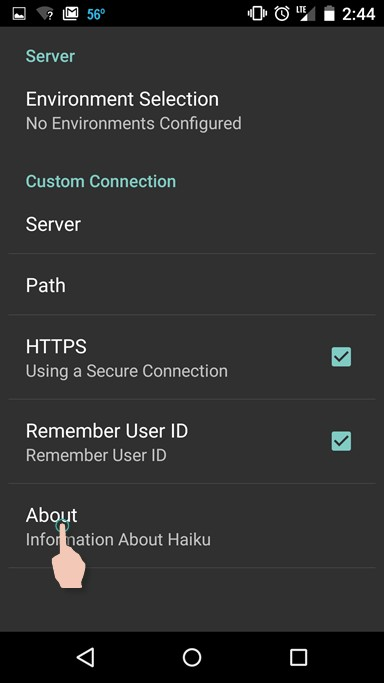 56°
LTE
2:44
Server
Environment Selection
No Environments Configured
Custom Connection
Server
Path
HTTPS
Using a Secure Connection
Remember User ID
Remember User ID
About
Information About Haiku